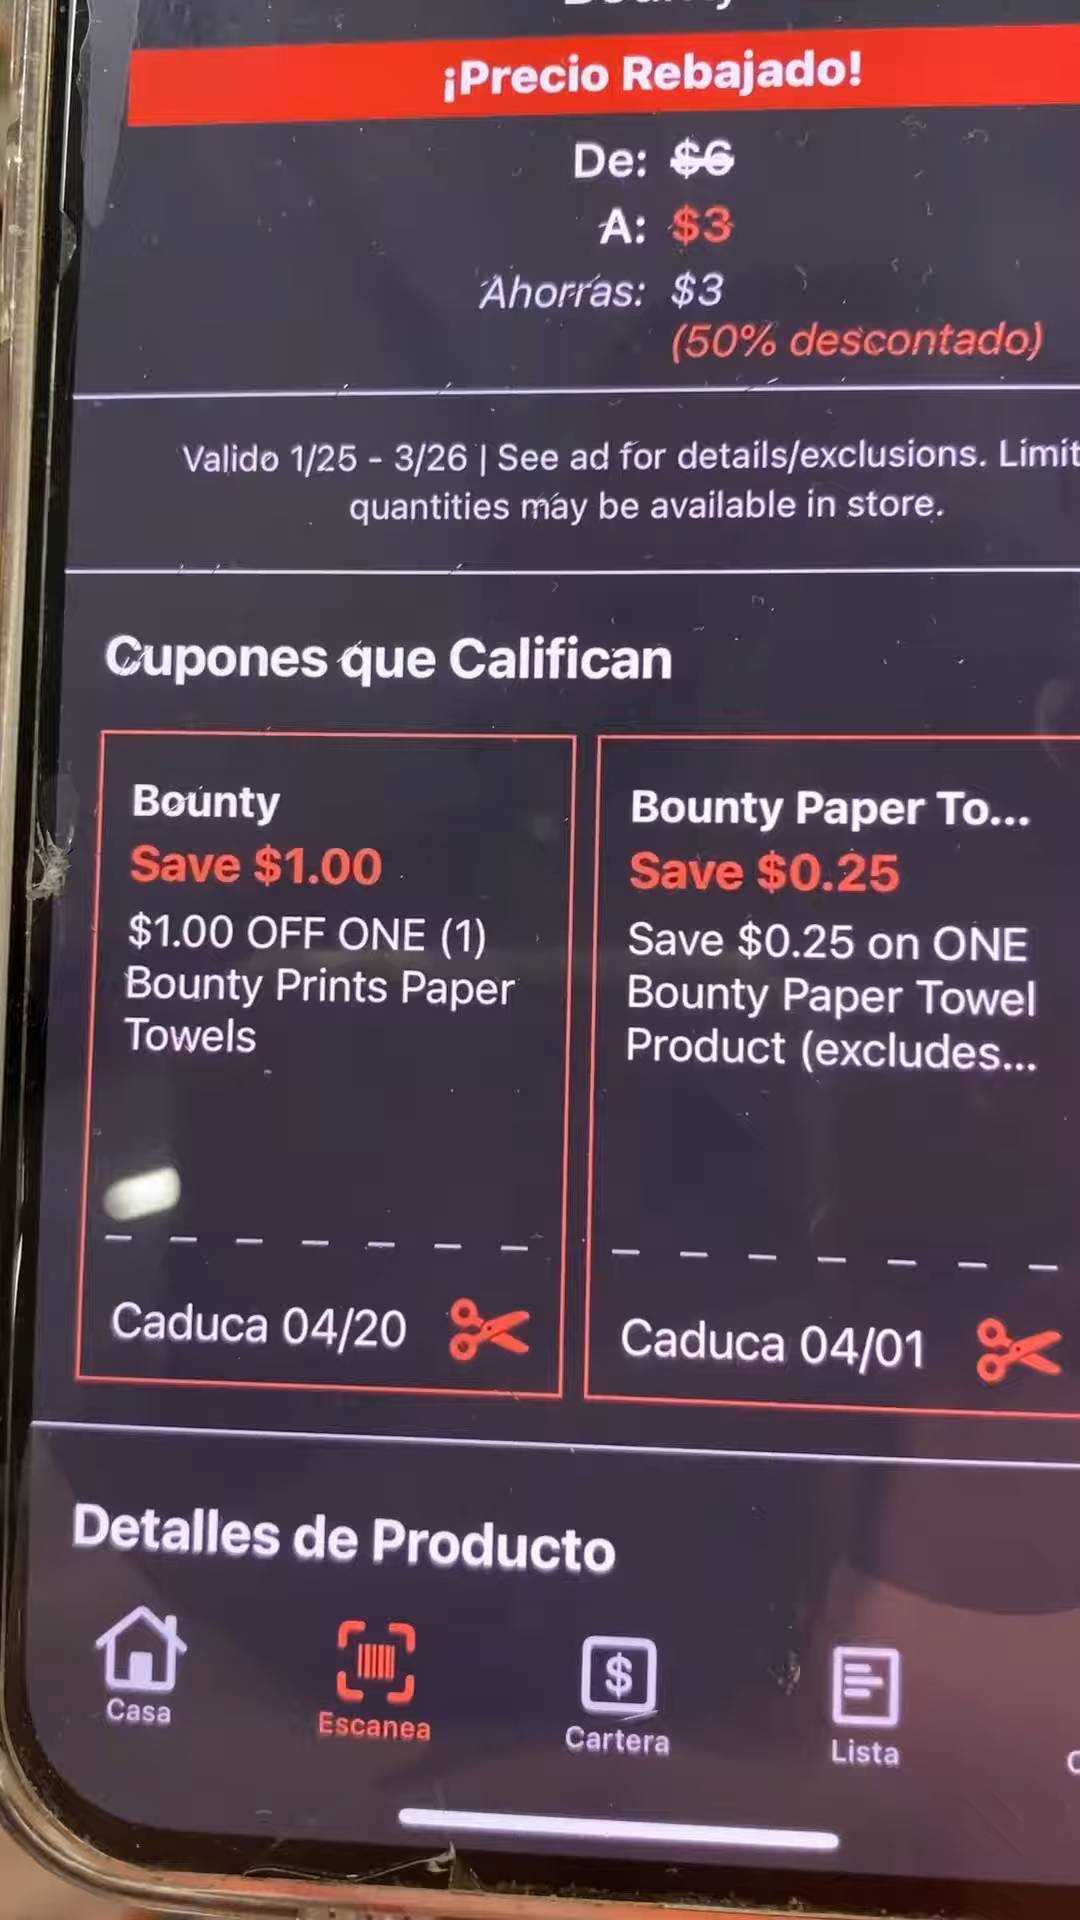 ¡Precio Rebajado!
De: $6
A: $3
Ahorras: $3
(50% descontado)
Valido 1/25 - 3/26 | See ad for details/exclusions. Limit
quantities may be available in store.
Cupones que Califican
Bounty
Save $1.00
$1.00 OFF ONE (1)
Bounty Prints Paper
Towels
Caduca 04/20
Bounty Paper To...
Save $0.25
Save $0.25 on ONE
Bounty Paper Towel
Product (excludes...
Caduca 04/01
Detalles de Producto
Casa
Escanea
Cartera
Lista